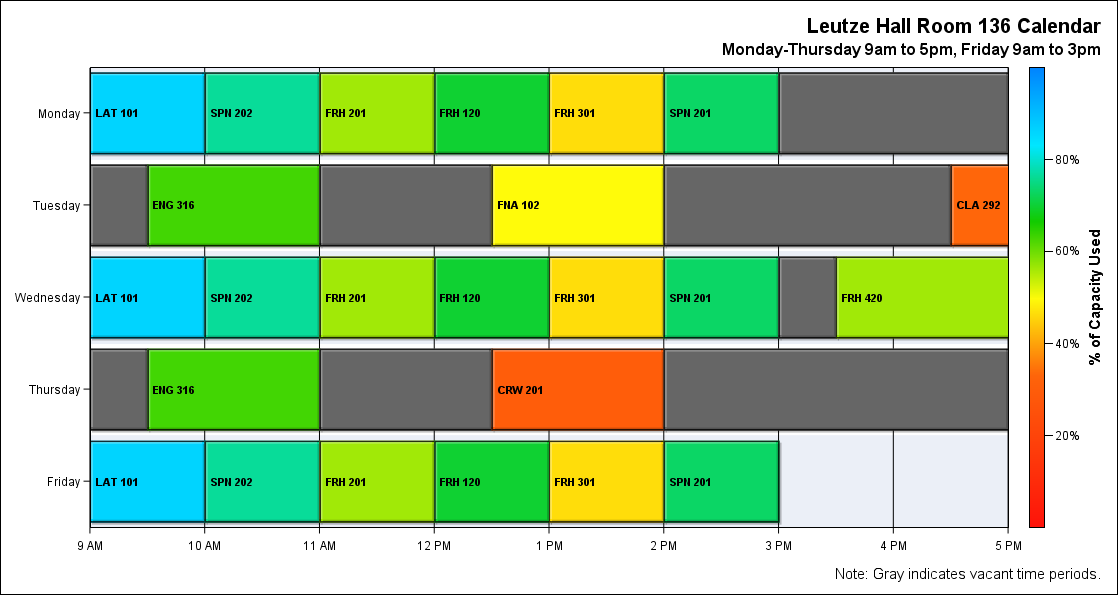 Leutze Hall Room 136 Calendar
Monday-Thursday 9am to 5pm, Friday 9am to 3pm
Monday
LAT 101 SPN 202 FRH 201 FRH 120 FRH 301 SPN 201
Tuesday
ENG 316 FNA 102 CLA 292
Wednesday
LAT 101 SPN 202 FRH 201 FRH 120 FRH 301 SPN 201 FRH 420
Thursday
ENG 316 CRW 201
Friday
LAT 101 SPN 202 FRH 201 FRH 120 FRH 301 SPN 201
9 AM 10 AM 11 AM 12 PM 1 PM 2 PM 3 PM 4 PM 5 PM
80%
60%
40%
20%
% of Capacity Used
Note: Gray indicates vacant time periods.